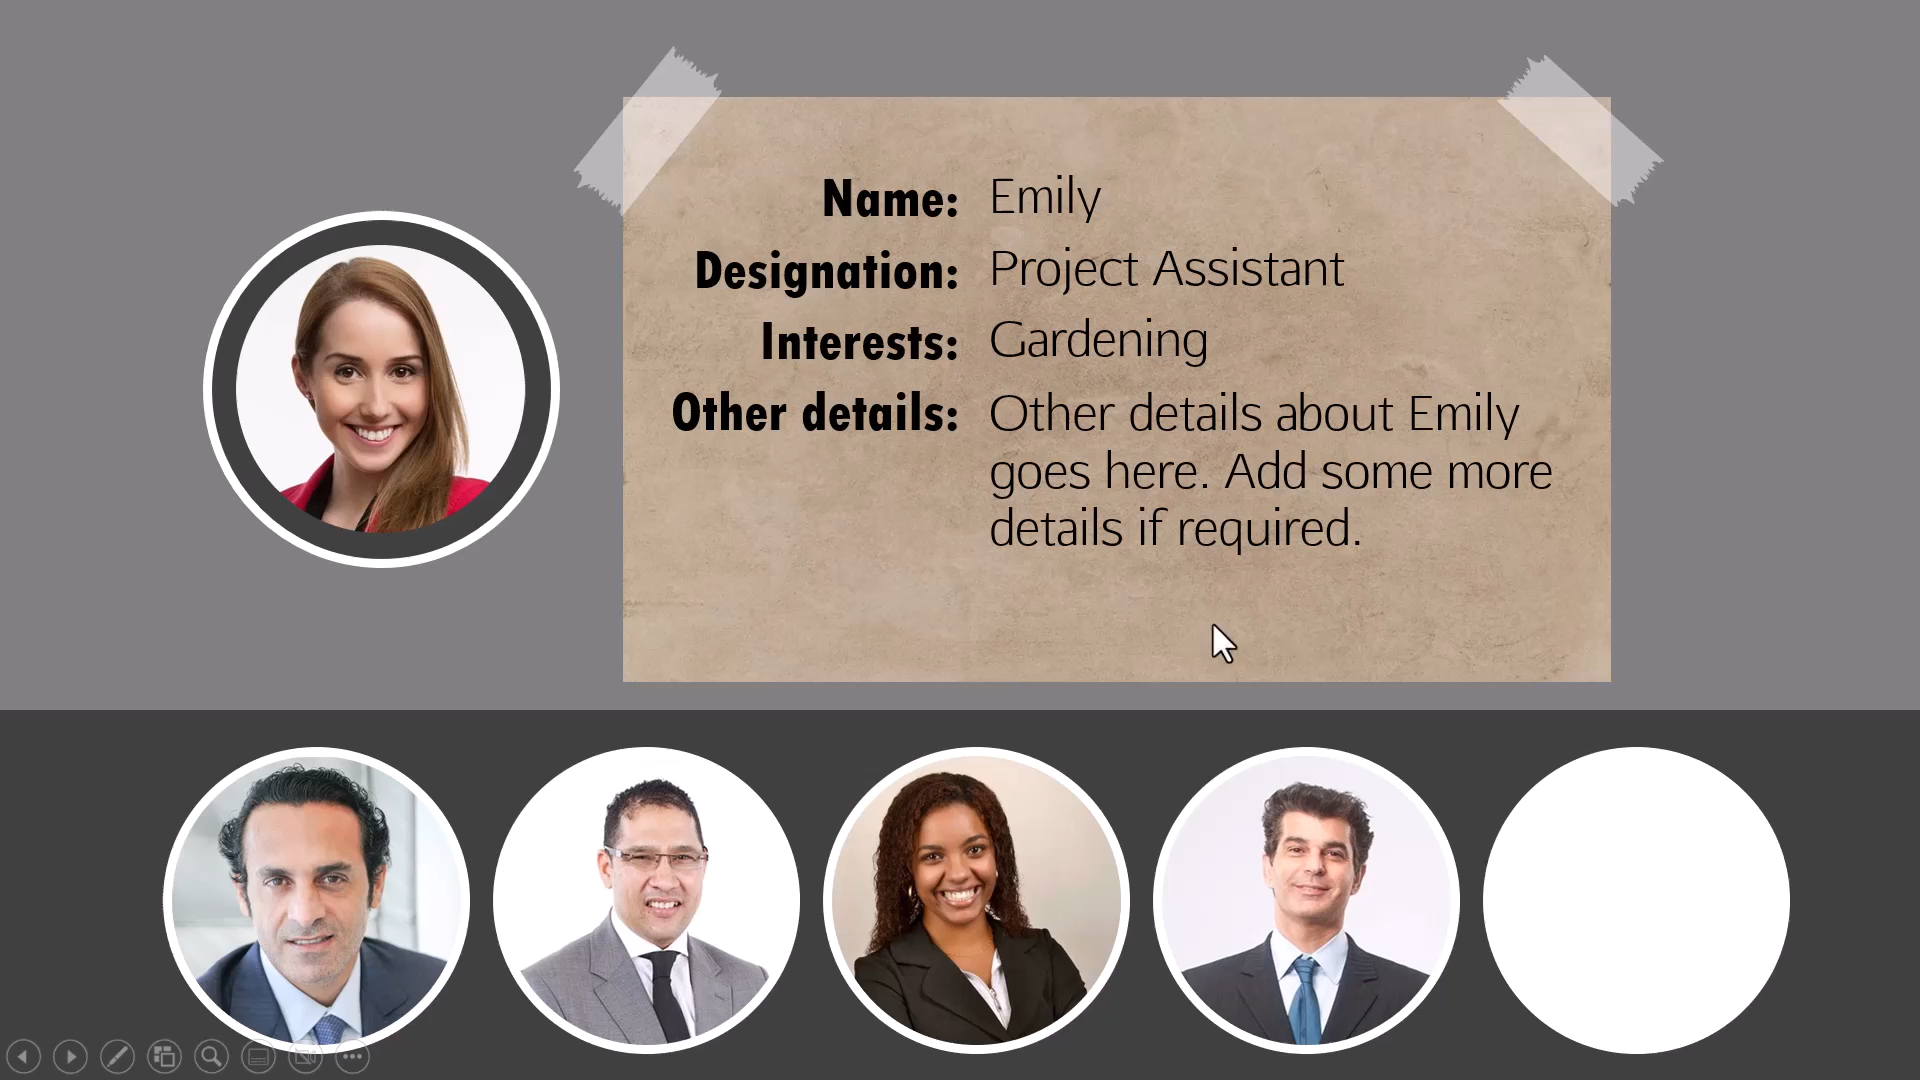 Name: Emily
Designation: Project Assistant
Interests: Gardening
Other details: Other details about Emily
goes here. Add some more
details if required.